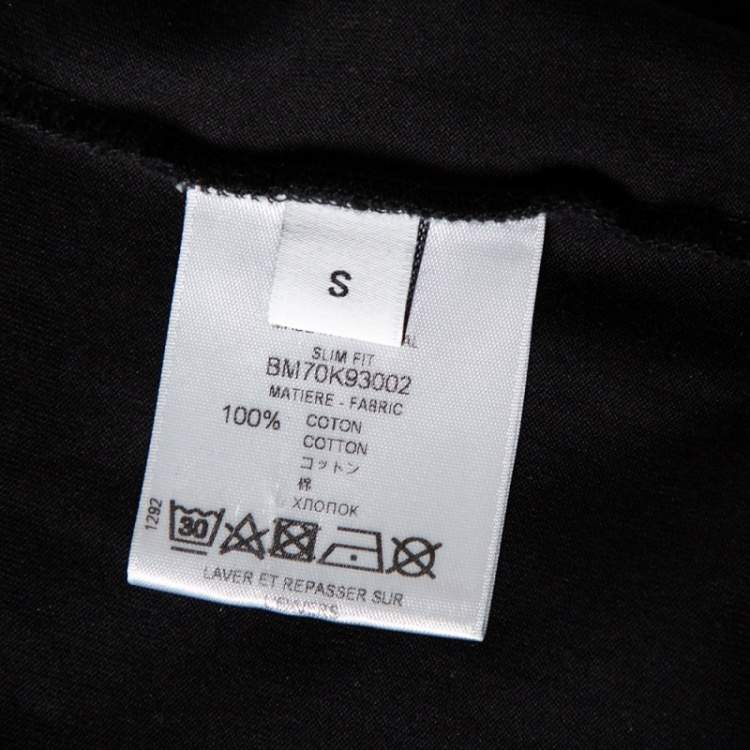 S
SLIM FIT
BM70K93002
MATIERE - FABRIC
100% COTON
COTTON
コットン
棉
ХЛОПОК
1292
30
LAVER ET REPASSER SUR
L'ENVERS